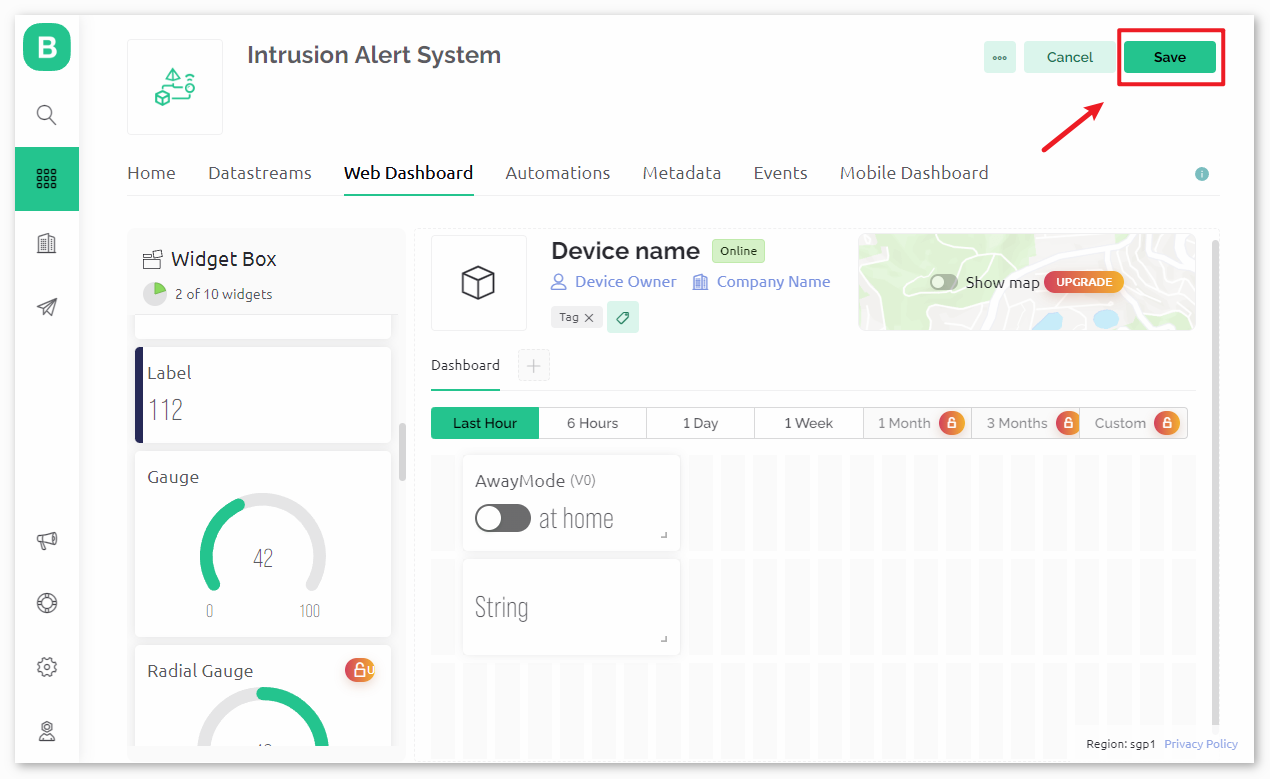 B
Intrusion Alert System
Cancel
Save
Home Datastreams Web Dashboard Automations Metadata Events Mobile Dashboard
Widget Box
2 of 10 widgets
Label
112
Gauge
42
0 100
Radial Gauge
U
Device name Online
Device Owner Company Name
Tag
Show map UPGRADE
Dashboard
Last Hour 6 Hours 1 Day 1 Week 1 Month 3 Months Custom
AwayMode (V0)
at home
String
Region: sgp1 Privacy Policy